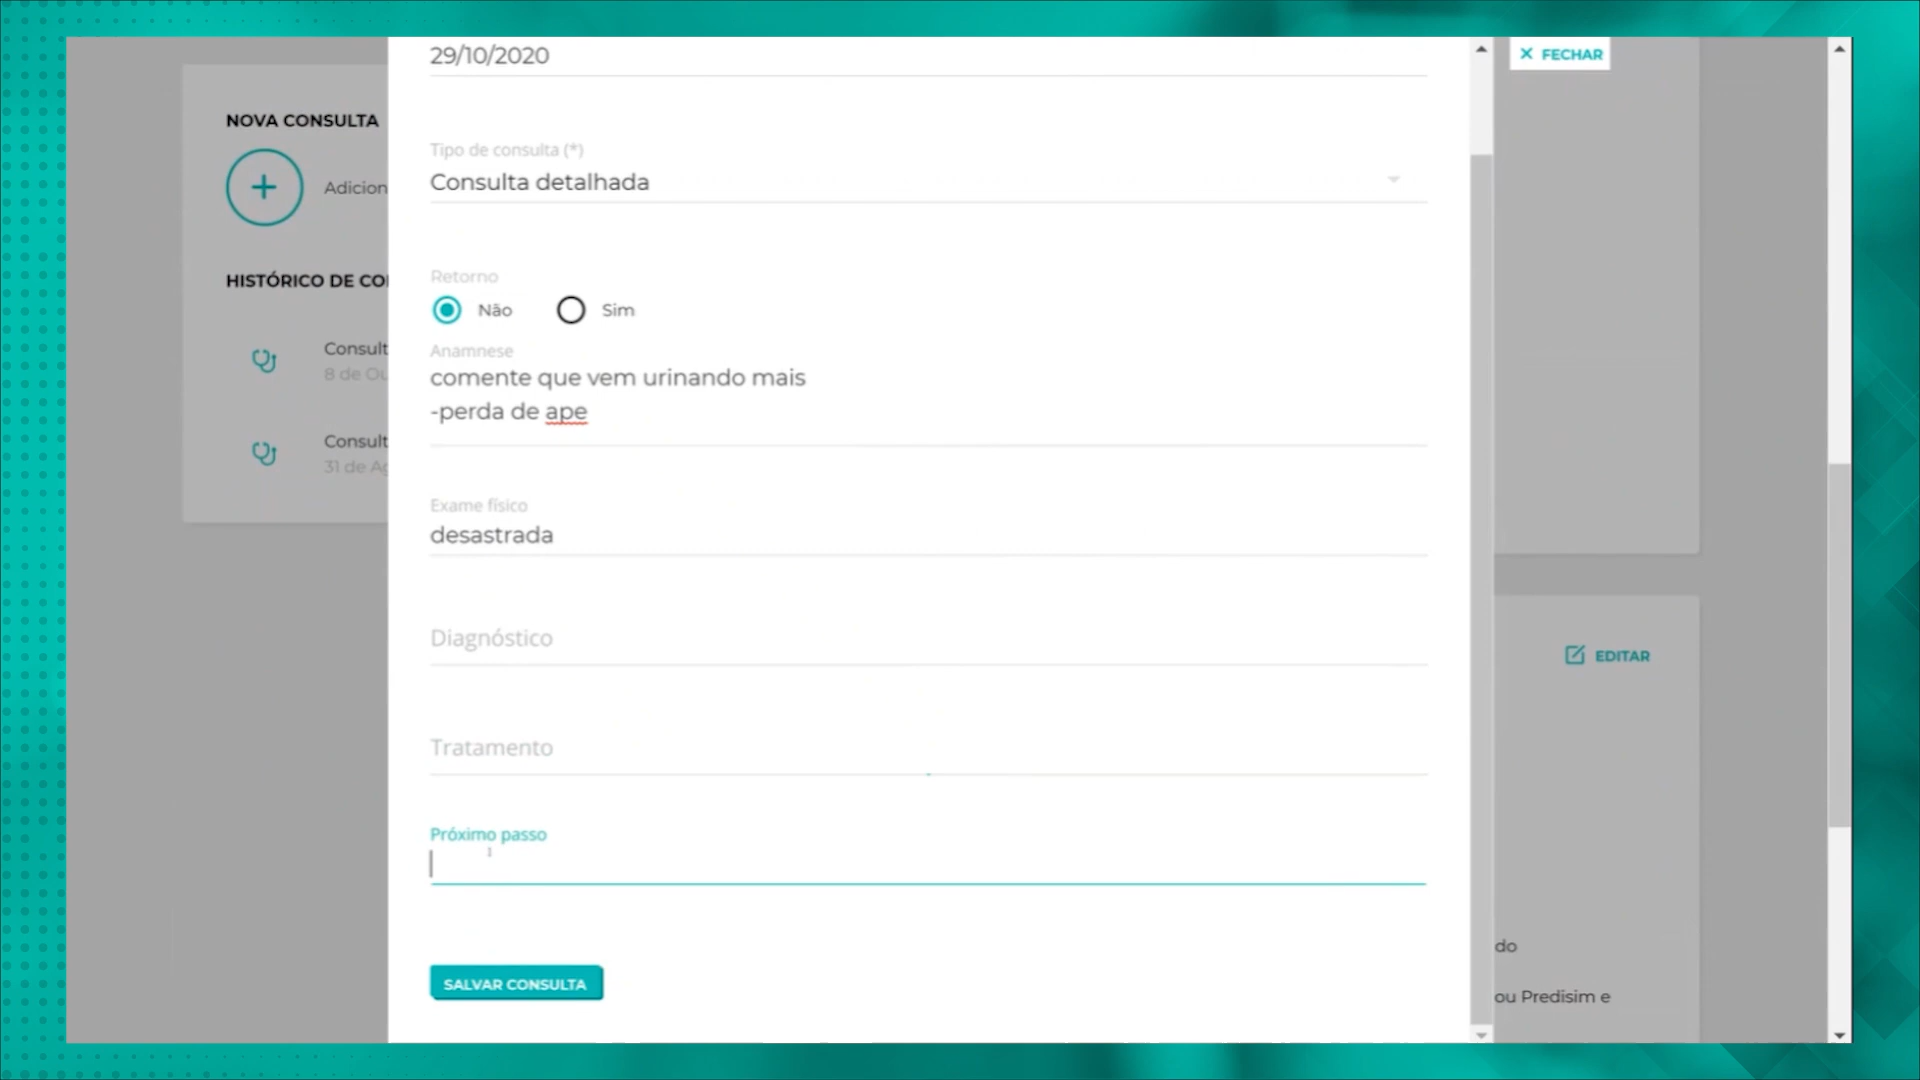 29/10/2020
FECHAR
NOVA CONSULTA
Adicion
Tipo de consulta (*)
Consulta detalhada
HISTÓRICO DE CO
Consult
8 de Ou
Consult
31 de Ag
Retorno
Não
Sim
Anamnese
comente que vem urinando mais
-perda de ape
Exame físico
desastrada
Diagnóstico
EDITAR
Tratamento
Próximo passo
do
SALVAR CONSULTA
ou Predisim e